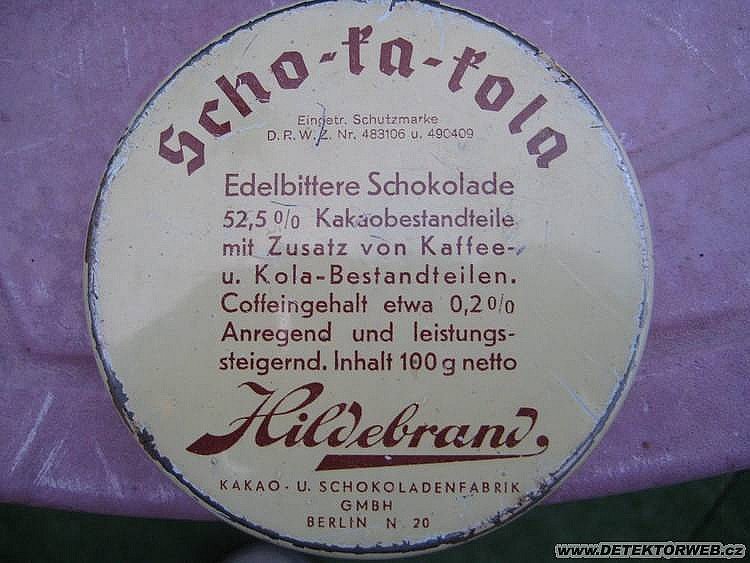 Scho-ka-kola
Eingetr. Schutzmarke
D.R.W.Z. Nr. 483106 u. 490409
Edelbittere Schokolade
52,5 0/0 Kakaobestandteile
mit Zusatz von Kaffee-
u. Kola-Bestandteilen.
Coffeingehalt etwa 0,2 0/0
Anregend und leistungs-
steigernd. Inhalt 100 g netto
Hildebrand.
KAKAO- U. SCHOKOLADENFABRIK
GMBH
BERLIN N 20
www.DETEKTORWEB.cz